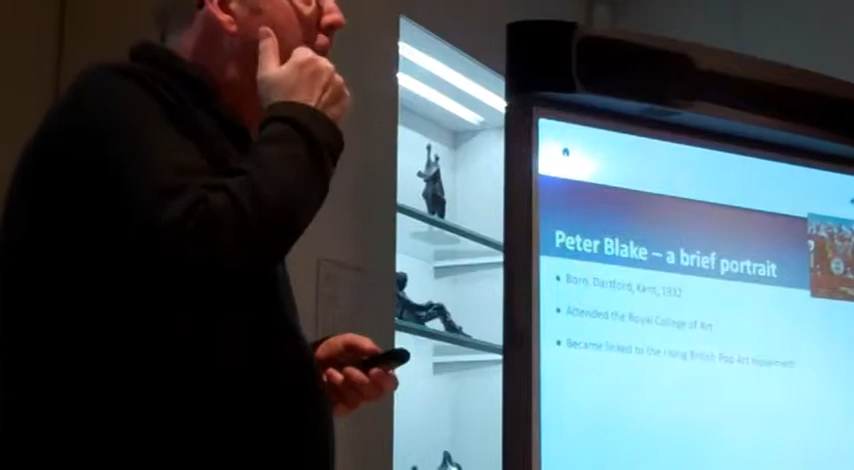 Peter Blake – a brief portrait
• Born, Dartford, Kent, 1932
• Attended the Royal College of Art
• Became linked to the rising British Pop Art movement